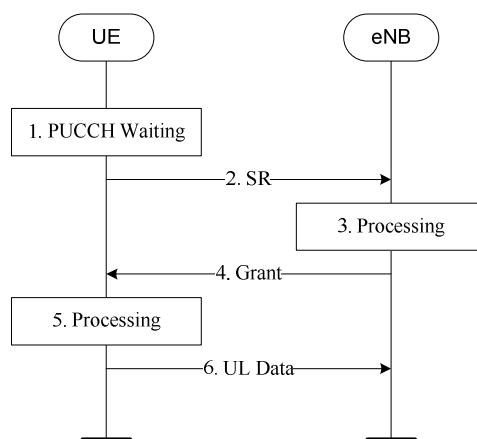 UE
eNB
1. PUCCH Waiting
2. SR
3. Processing
4. Grant
5. Processing
6. UL Data